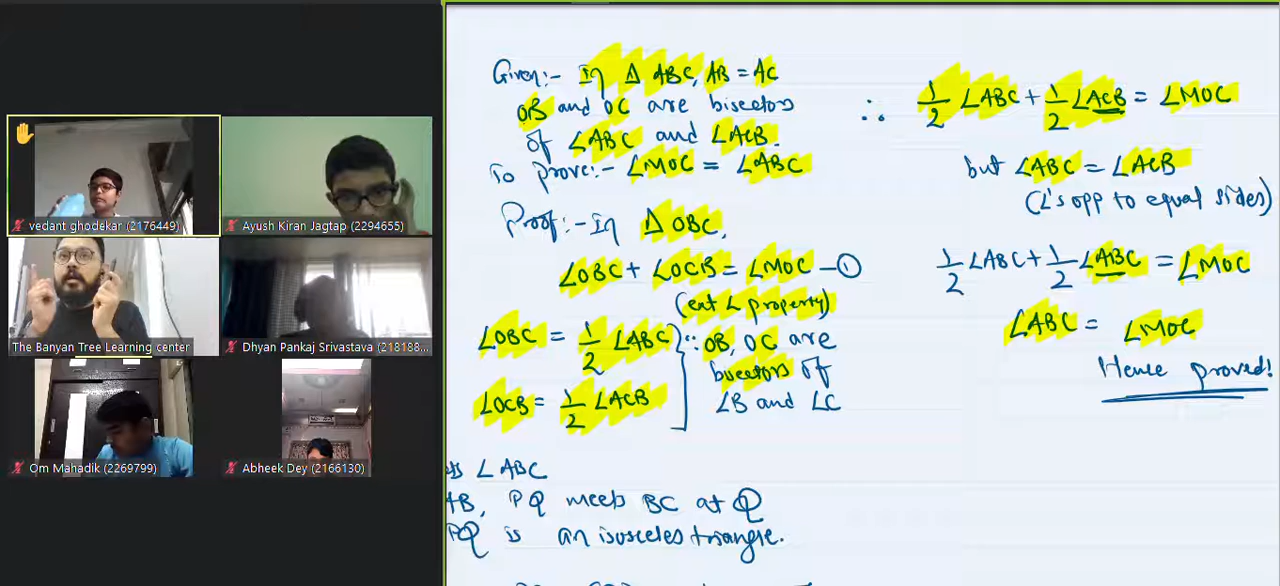 vedant ghodekar (2176449)
Ayush Kiran Jagtap (2294655)
The Banyan Tree Learning center
Dhyan Pankaj Srivastava (218188...
Om Mahadik (2269799)
Abheek Dey (2166130)
Given:- In Δ ABC, AB = AC
OB and OC are bisectors
of ∠ABC and ∠ACB.
To prove:- ∠MOC = ∠ABC
Proof:- In Δ OBC,
∠OBC + ∠OCB = ∠MOC - ①
(ext ∠ property)
∠OBC = 1/2 ∠ABC } ∵ OB, OC are
bisectors of
∠OCB = 1/2 ∠ACB ∠B and ∠C
∴ 1/2 ∠ABC + 1/2 ∠ACB = ∠MOC
but ∠ABC = ∠ACB
(∠'s opp to equal sides)
1/2 ∠ABC + 1/2 ∠ABC = ∠MOC
∠ABC = ∠MOC
Hence proved!
∠ABC
AB, PQ meets BC at Q
PQ is an isosceles triangle.